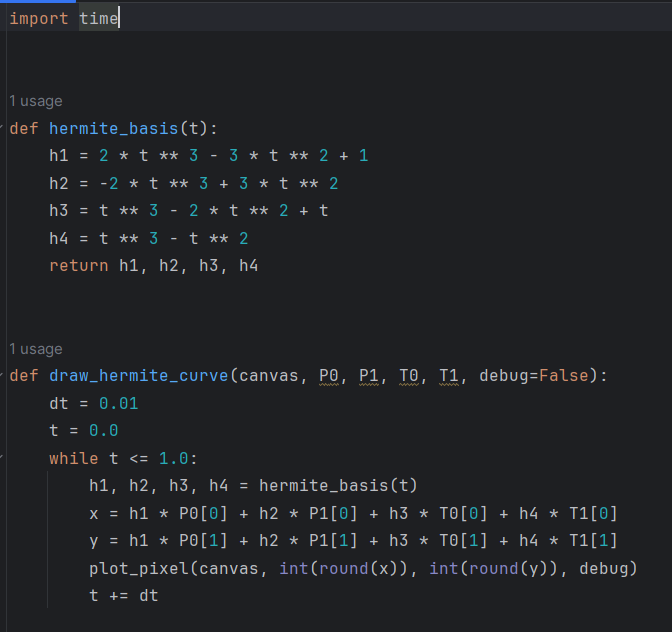 import time
1 usage
def hermite_basis(t):
    h1 = 2 * t ** 3 - 3 * t ** 2 + 1
    h2 = -2 * t ** 3 + 3 * t ** 2
    h3 = t ** 3 - 2 * t ** 2 + t
    h4 = t ** 3 - t ** 2
    return h1, h2, h3, h4
1 usage
def draw_hermite_curve(canvas, P0, P1, T0, T1, debug=False):
    dt = 0.01
    t = 0.0
    while t <= 1.0:
        h1, h2, h3, h4 = hermite_basis(t)
        x = h1 * P0[0] + h2 * P1[0] + h3 * T0[0] + h4 * T1[0]
        y = h1 * P0[1] + h2 * P1[1] + h3 * T0[1] + h4 * T1[1]
        plot_pixel(canvas, int(round(x)), int(round(y)), debug)
        t += dt